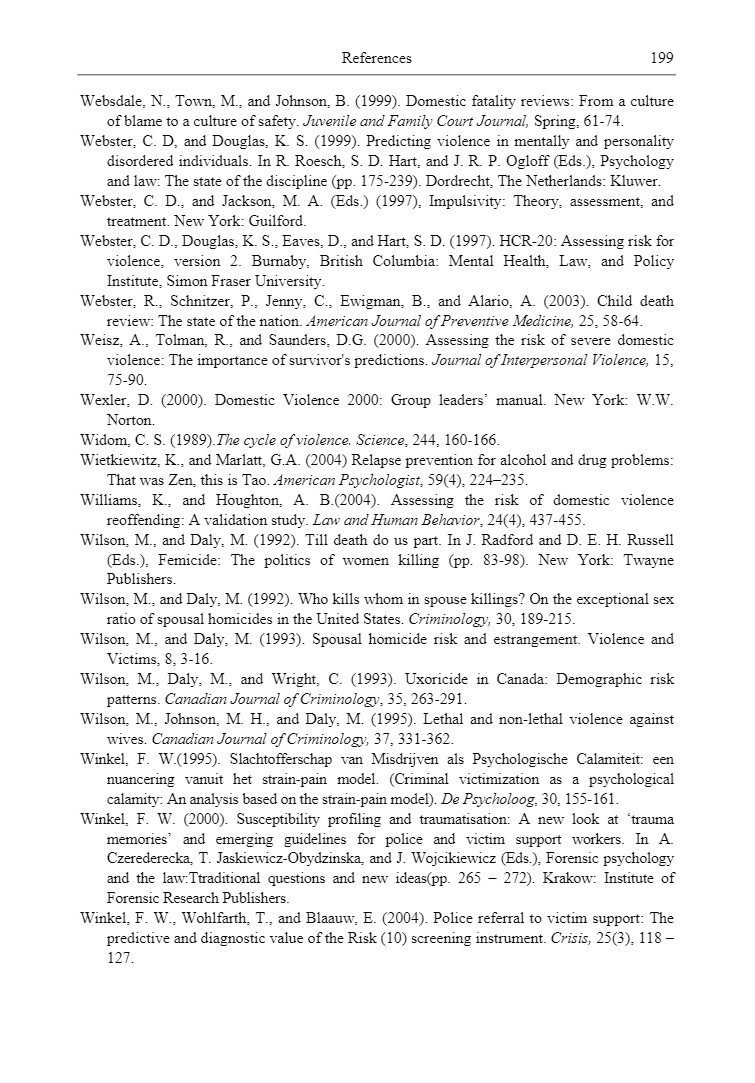 References 199
Websdale, N., Town, M., and Johnson, B. (1999). Domestic fatality reviews: From a culture
of blame to a culture of safety. Juvenile and Family Court Journal, Spring, 61-74.
Webster, C. D, and Douglas, K. S. (1999). Predicting violence in mentally and personality
disordered individuals. In R. Roesch, S. D. Hart, and J. R. P. Ogloff (Eds.), Psychology
and law: The state of the discipline (pp. 175-239). Dordrecht, The Netherlands: Kluwer.
Webster, C. D., and Jackson, M. A. (Eds.) (1997), Impulsivity: Theory, assessment, and
treatment. New York: Guilford.
Webster, C. D., Douglas, K. S., Eaves, D., and Hart, S. D. (1997). HCR-20: Assessing risk for
violence, version 2. Burnaby, British Columbia: Mental Health, Law, and Policy
Institute, Simon Fraser University.
Webster, R., Schnitzer, P., Jenny, C., Ewigman, B., and Alario, A. (2003). Child death
review: The state of the nation. American Journal of Preventive Medicine, 25, 58-64.
Weisz, A., Tolman, R., and Saunders, D.G. (2000). Assessing the risk of severe domestic
violence: The importance of survivor's predictions. Journal of Interpersonal Violence, 15,
75-90.
Wexler, D. (2000). Domestic Violence 2000: Group leaders’ manual. New York: W.W.
Norton.
Widom, C. S. (1989).The cycle of violence. Science, 244, 160-166.
Wietkiewitz, K., and Marlatt, G.A. (2004) Relapse prevention for alcohol and drug problems:
That was Zen, this is Tao. American Psychologist, 59(4), 224–235.
Williams, K., and Houghton, A. B.(2004). Assessing the risk of domestic violence
reoffending: A validation study. Law and Human Behavior, 24(4), 437-455.
Wilson, M., and Daly, M. (1992). Till death do us part. In J. Radford and D. E. H. Russell
(Eds.), Femicide: The politics of women killing (pp. 83-98). New York: Twayne
Publishers.
Wilson, M., and Daly, M. (1992). Who kills whom in spouse killings? On the exceptional sex
ratio of spousal homicides in the United States. Criminology, 30, 189-215.
Wilson, M., and Daly, M. (1993). Spousal homicide risk and estrangement. Violence and
Victims, 8, 3-16.
Wilson, M., Daly, M., and Wright, C. (1993). Uxoricide in Canada: Demographic risk
patterns. Canadian Journal of Criminology, 35, 263-291.
Wilson, M., Johnson, M. H., and Daly, M. (1995). Lethal and non-lethal violence against
wives. Canadian Journal of Criminology, 37, 331-362.
Winkel, F. W.(1995). Slachtofferschap van Misdrijven als Psychologische Calamiteit: een
nuancering vanuit het strain-pain model. (Criminal victimization as a psychological
calamity: An analysis based on the strain-pain model). De Psycholoog, 30, 155-161.
Winkel, F. W. (2000). Susceptibility profiling and traumatisation: A new look at ‘trauma
memories’ and emerging guidelines for police and victim support workers. In A.
Czerederecka, T. Jaskiewicz-Obydzinska, and J. Wojcikiewicz (Eds.), Forensic psychology
and the law:Ttraditional questions and new ideas(pp. 265 – 272). Krakow: Institute of
Forensic Research Publishers.
Winkel, F. W., Wohlfarth, T., and Blaauw, E. (2004). Police referral to victim support: The
predictive and diagnostic value of the Risk (10) screening instrument. Crisis, 25(3), 118 –
127.